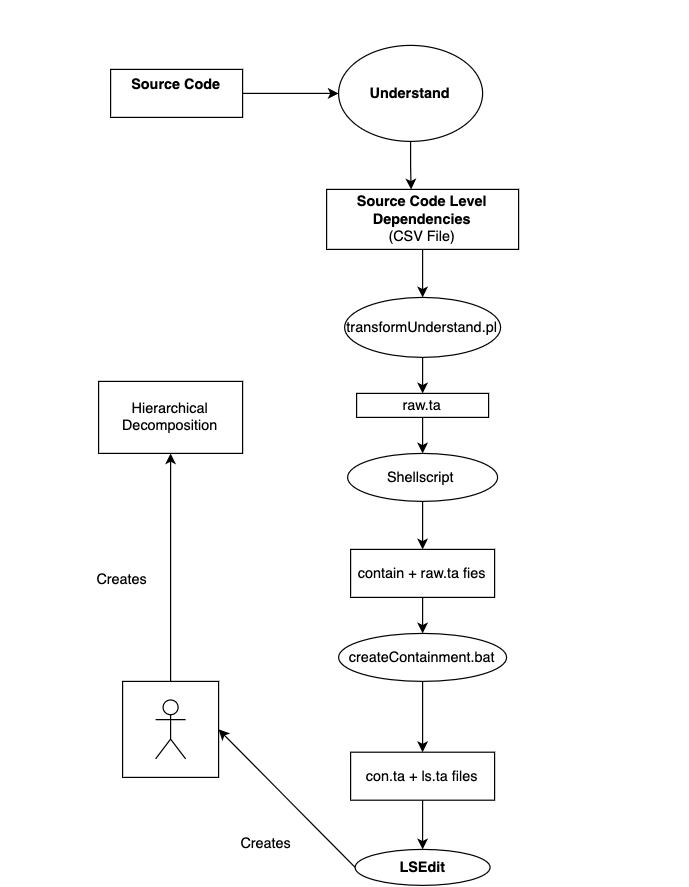 Source Code
Understand
Source Code Level
Dependencies
(CSV File)
transformUnderstand.pl
raw.ta
Hierarchical
Decomposition
Shellscript
contain + raw.ta fies
Creates
createContainment.bat
con.ta + ls.ta files
Creates
LSEdit